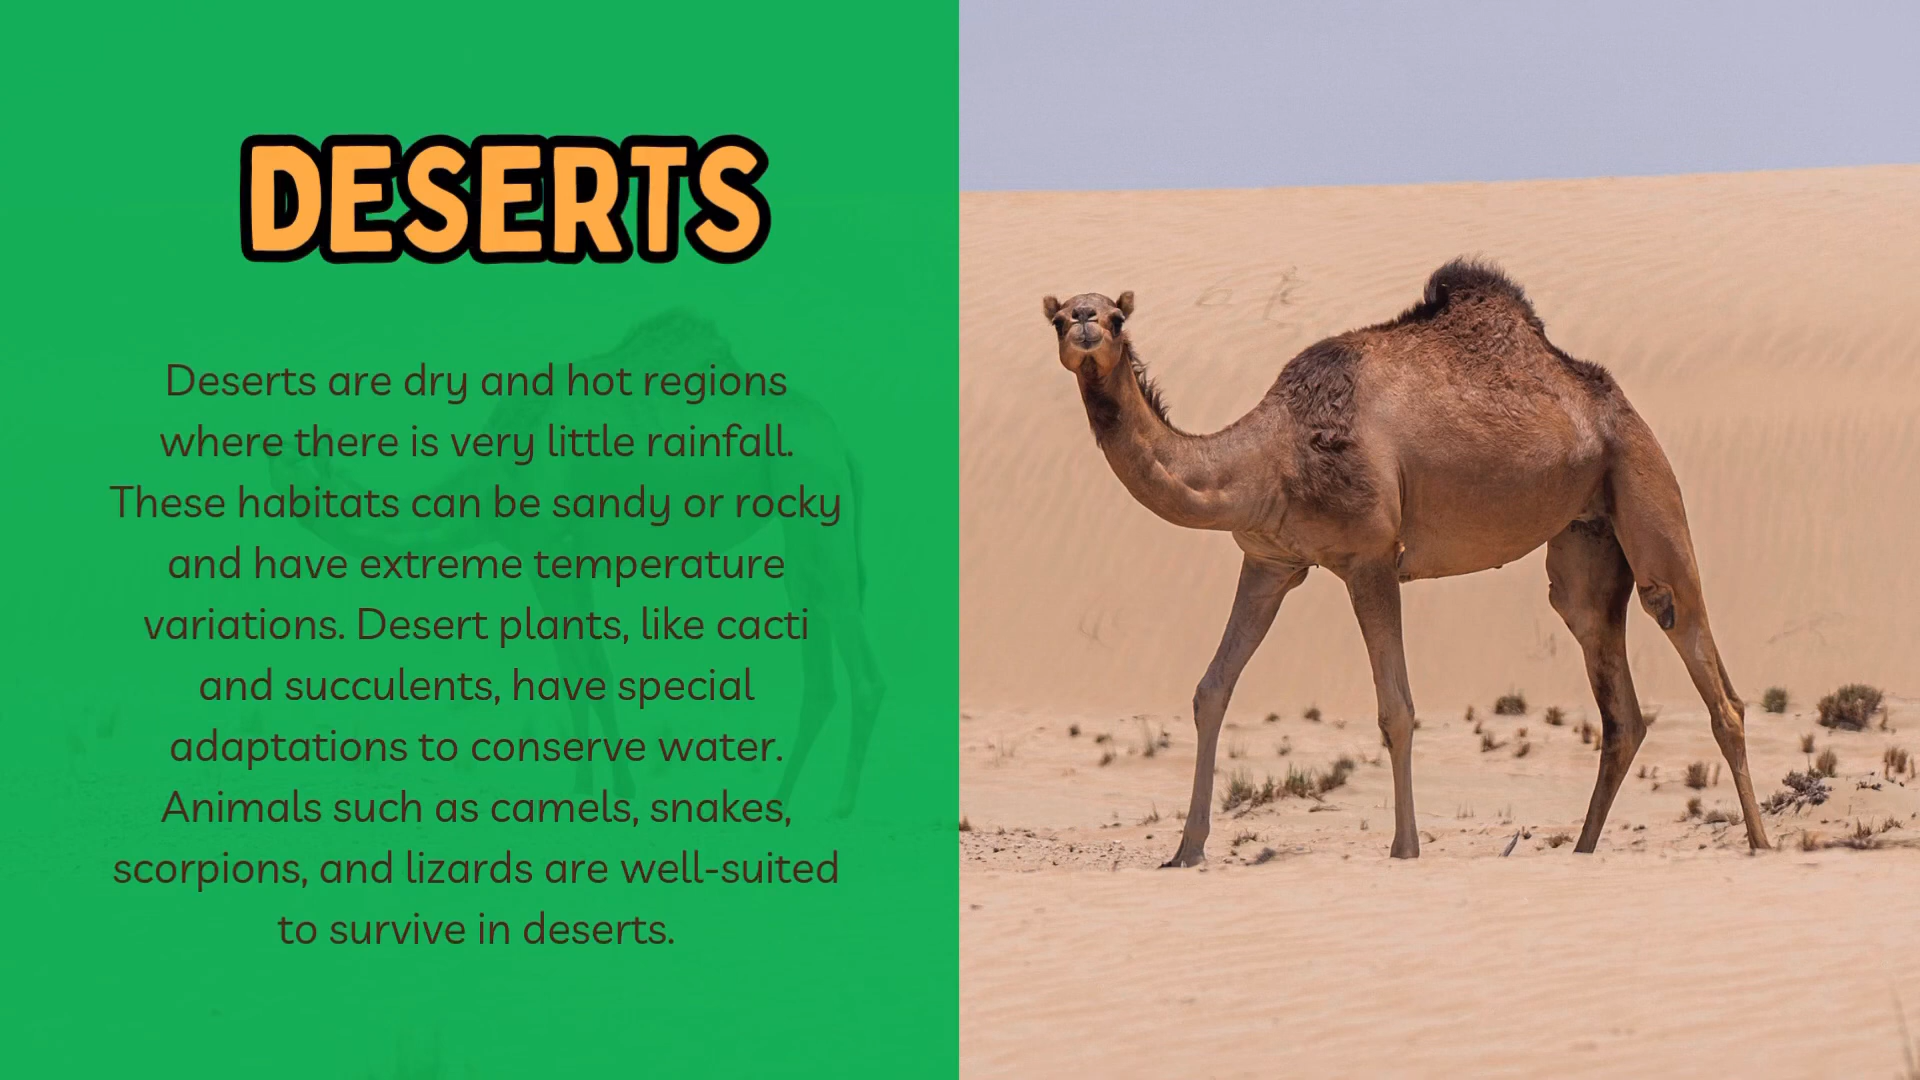 DESERTS
Deserts are dry and hot regions
where there is very little rainfall.
These habitats can be sandy or rocky
and have extreme temperature
variations. Desert plants, like cacti
and succulents, have special
adaptations to conserve water.
Animals such as camels, snakes,
scorpions, and lizards are well-suited
to survive in deserts.